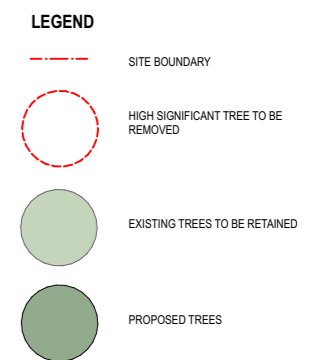 LEGEND
SITE BOUNDARY
HIGH SIGNIFICANT TREE TO BE
REMOVED
EXISTING TREES TO BE RETAINED
PROPOSED TREES